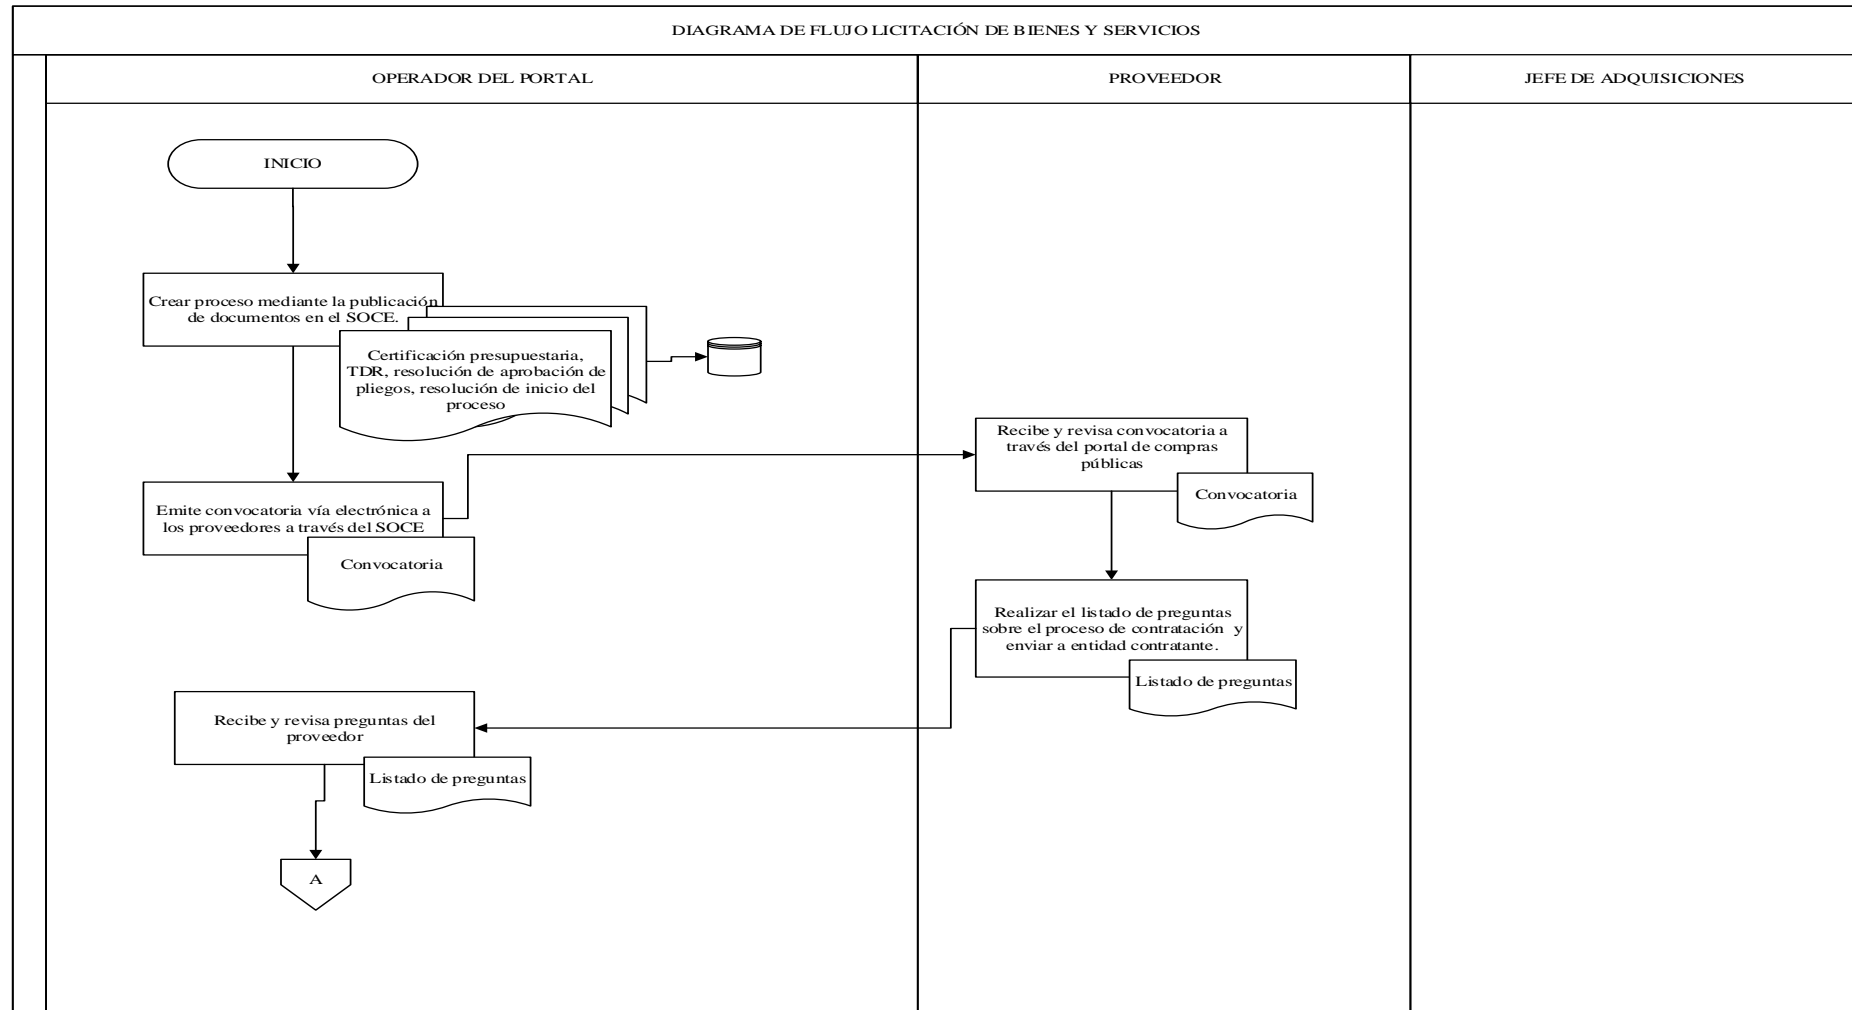 DIAGRAMA DE FLUJO LICITACIÓN DE BIENES Y SERVICIOS
OPERADOR DEL PORTAL
PROVEEDOR
JEFE DE ADQUISICIONES
INICIO
Crear proceso mediante la publicación
de documentos en el SOCE.
Certificación presupuestaria,
TDR, resolución de aprobación de
pliegos, resolución de inicio del
proceso
Recibe y revisa convocatoria a
través del portal de compras
públicas
Convocatoria
Emite convocatoria vía electrónica a
los proveedores a través del SOCE
Convocatoria
Realizar el listado de preguntas
sobre el proceso de contratación y
enviar a entidad contratante.
Listado de preguntas
Recibe y revisa preguntas del
proveedor
Listado de preguntas
A